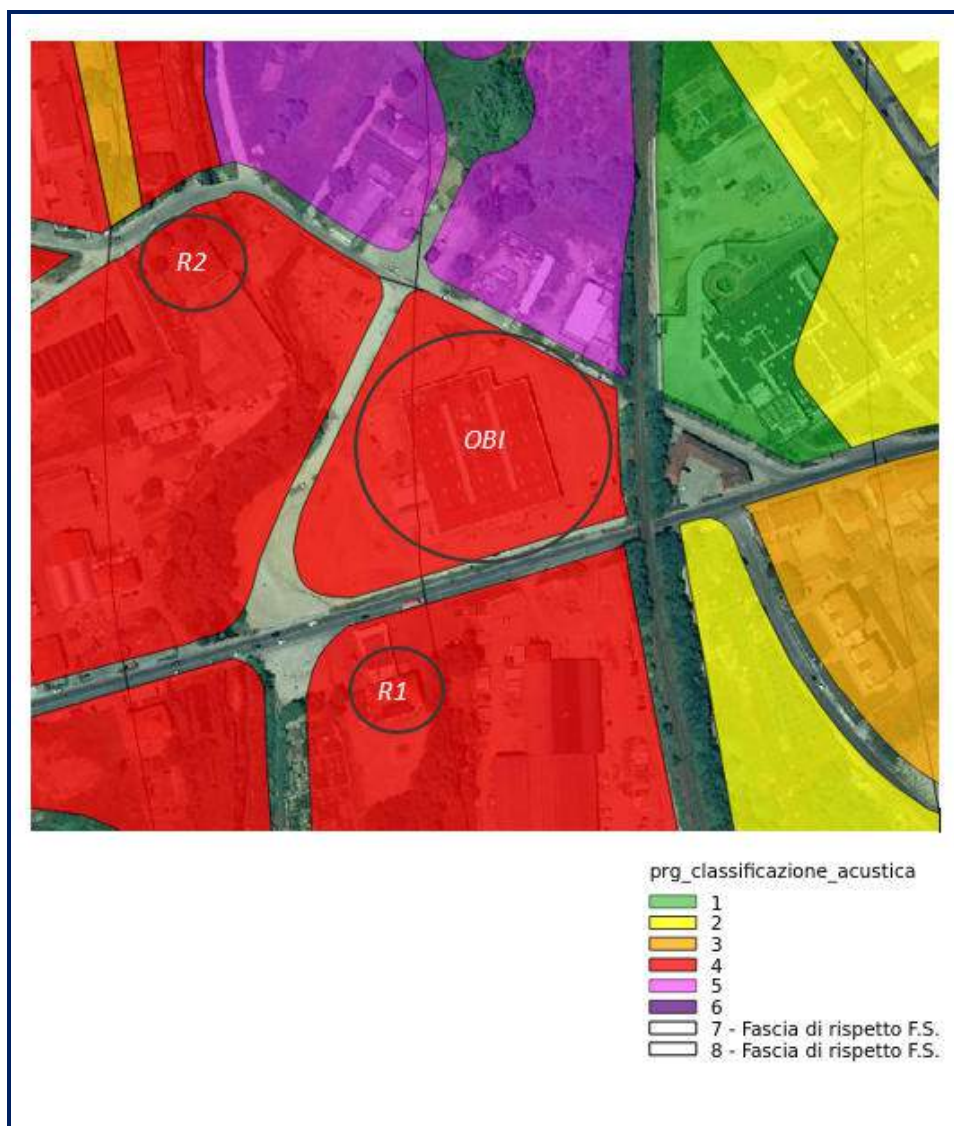 R2
OBI
R1
prg_classificazione_acustica
1
2
3
4
5
6
7 - Fascia di rispetto F.S.
8 - Fascia di rispetto F.S.